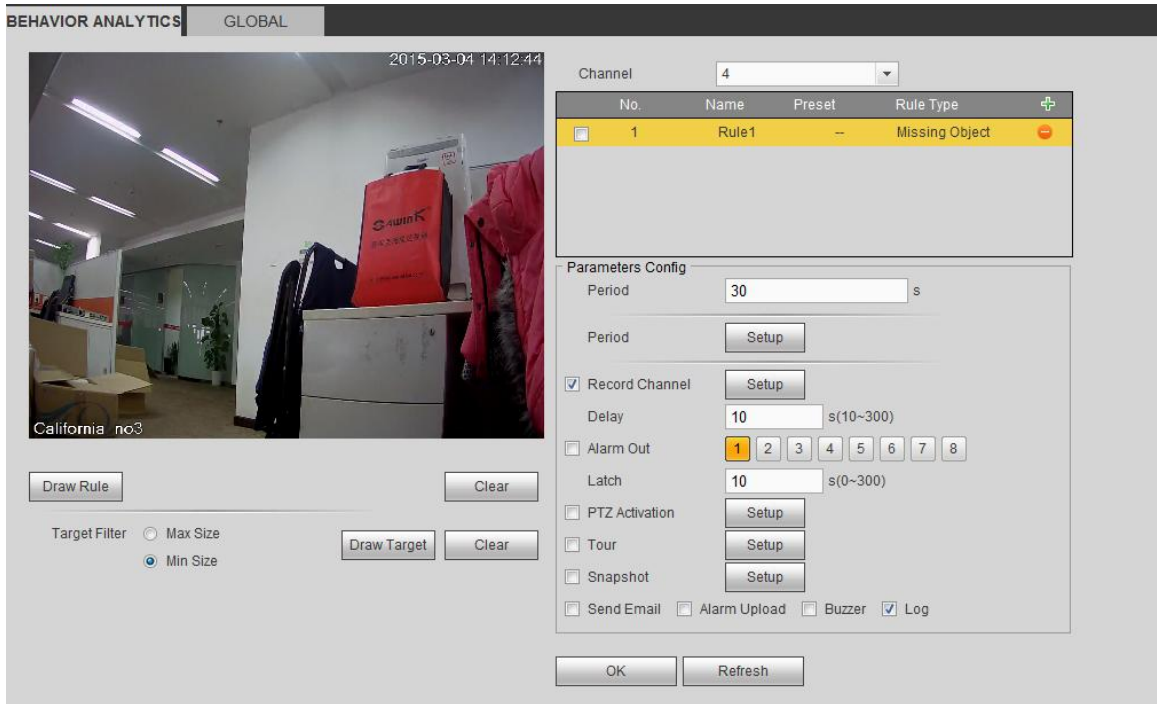 BEHAVIOR ANALYTICS GLOBAL
2015-03-04 14:12:44
SAWINK
California no3
Draw Rule Clear
Target Filter Max Size
Min Size
Draw Target Clear
Channel 4
No. Name Preset Rule Type
1 Rule1 -- Missing Object
Parameters Config
Period 30 s
Period Setup
Record Channel Setup
Delay 10 s(10~300)
Alarm Out 1 2 3 4 5 6 7 8
Latch 10 s(0~300)
PTZ Activation Setup
Tour Setup
Snapshot Setup
Send Email Alarm Upload Buzzer Log
OK Refresh